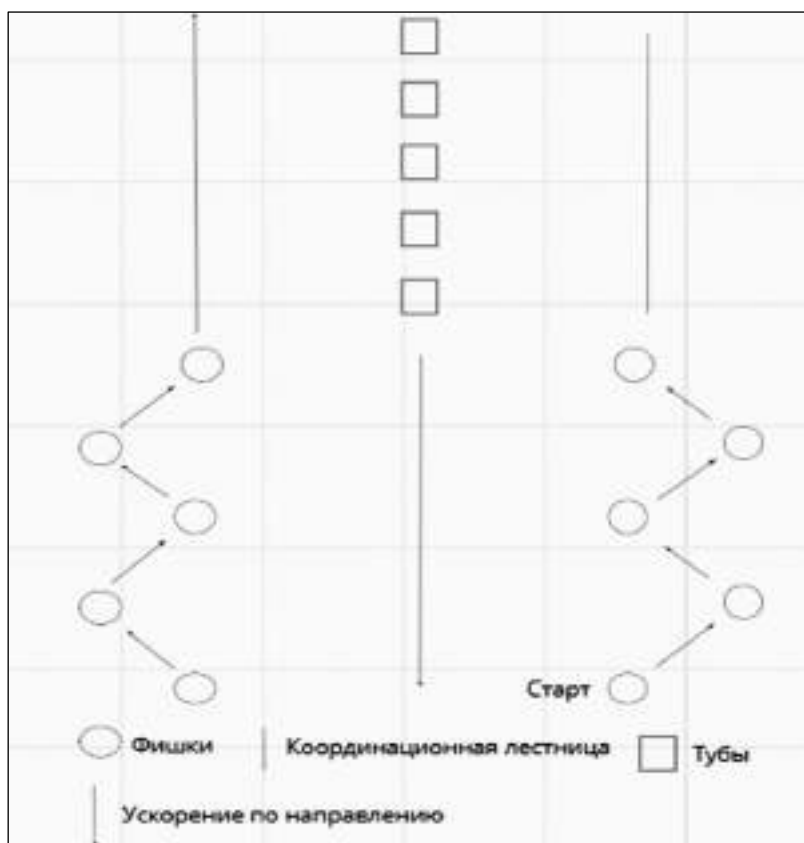 Старт
Фишки
Координационная лестница
Тубы
Ускорение по направлению